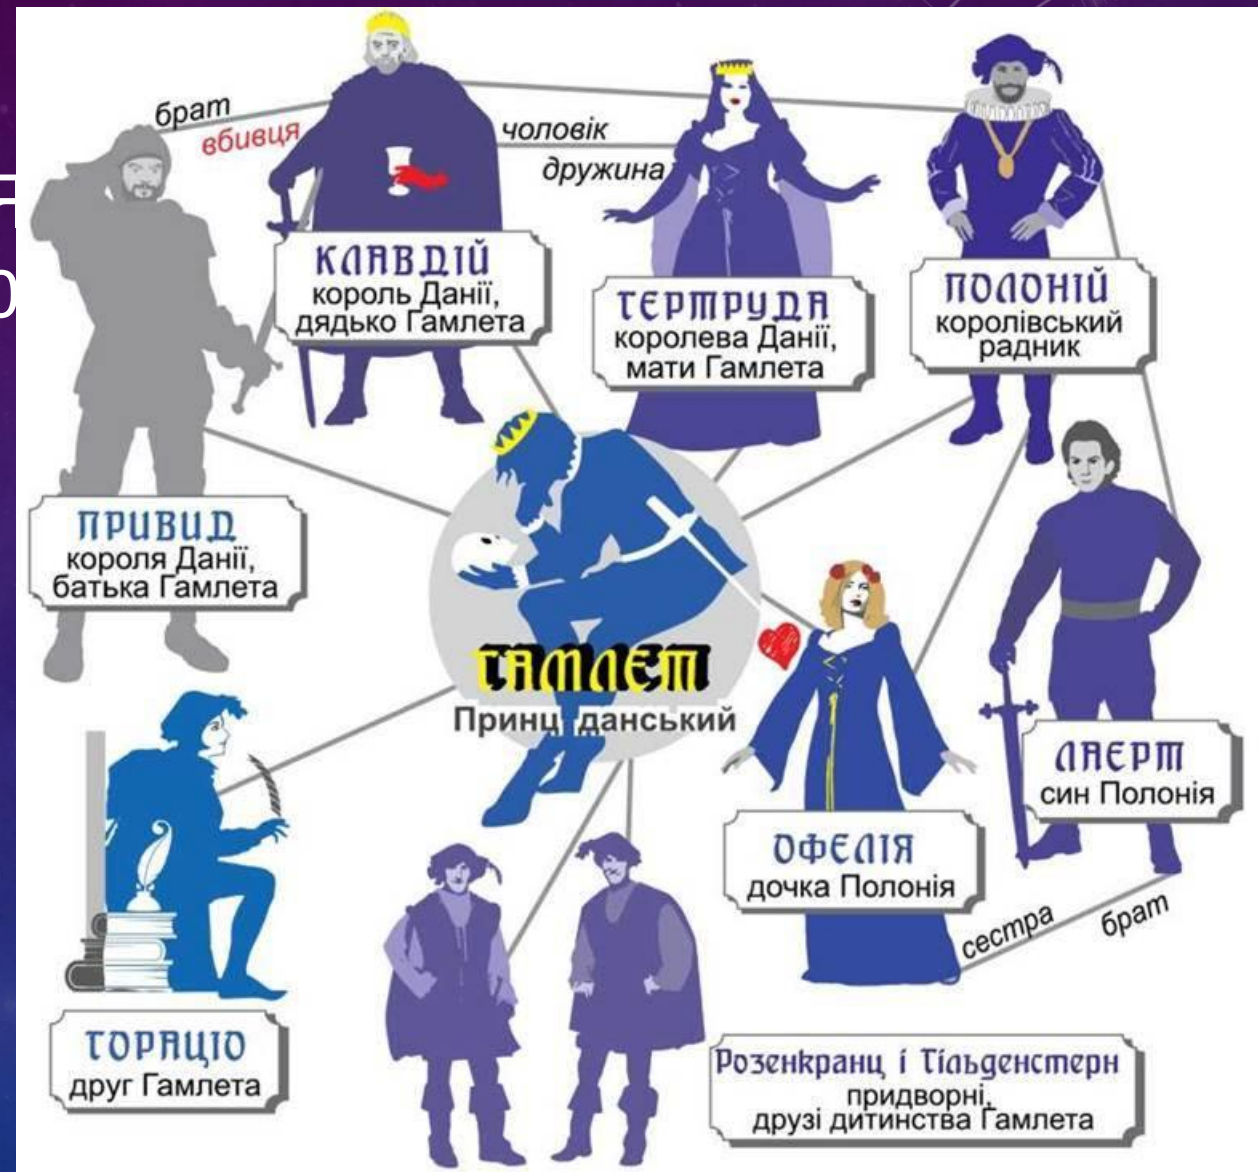 брат
вбивця
чоловік
дружина
КЛАВДІЙ
король Данії,
дядько Гамлета
ГЕРТРУДА
королева Данії,
мати Гамлета
ПОЛОНІЙ
королівський
радник
ПРИВИД
короля Данії,
батька Гамлета
ГАМЛЕТ
Принц данський
ЛАЕРТ
син Полонія
ОФЕЛІЯ
дочка Полонія
сестра
брат
ГОРАЦІО
друг Гамлета
Розенкранц і Гільденстерн
придворні,
друзі дитинства Гамлета